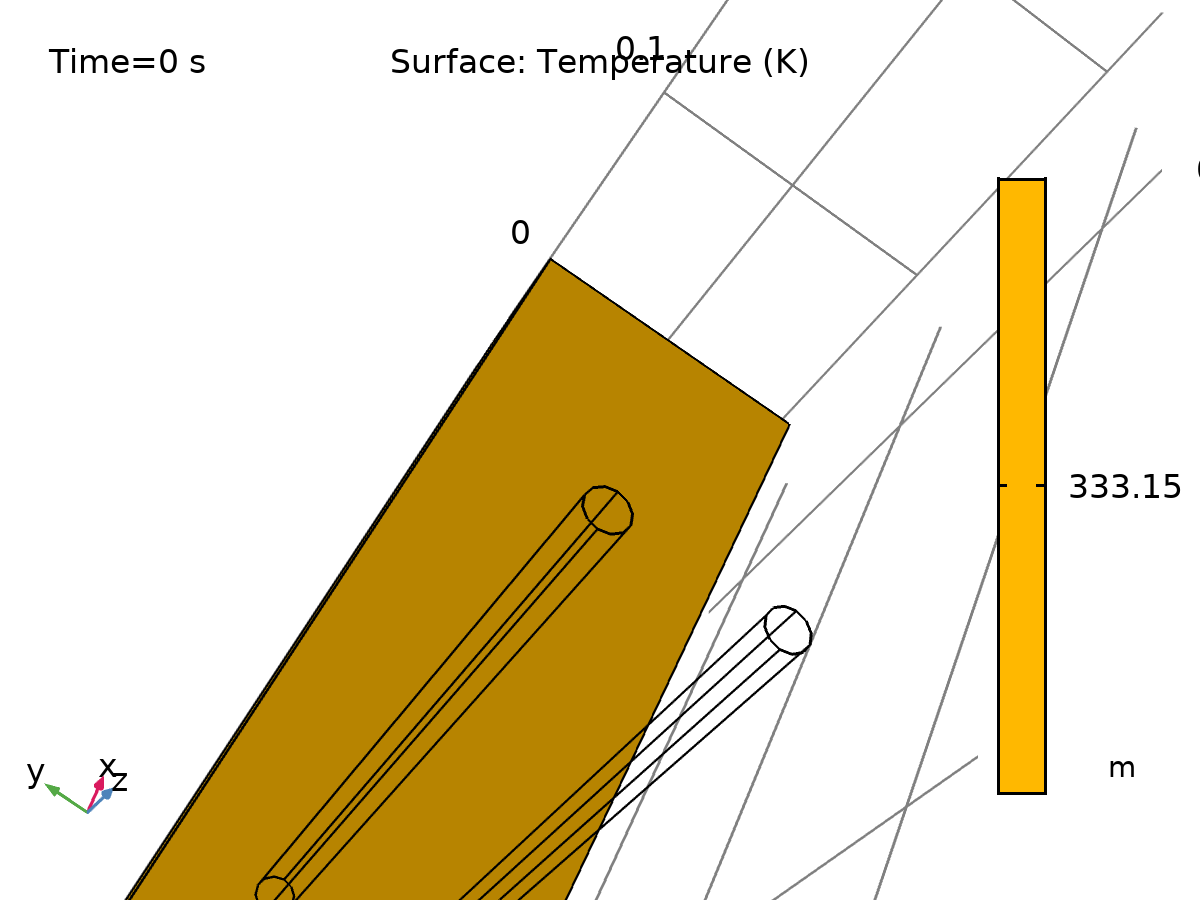 Time=0 s
Surface: Temperature (K)
0.1
0
333.15
m
y
x
z